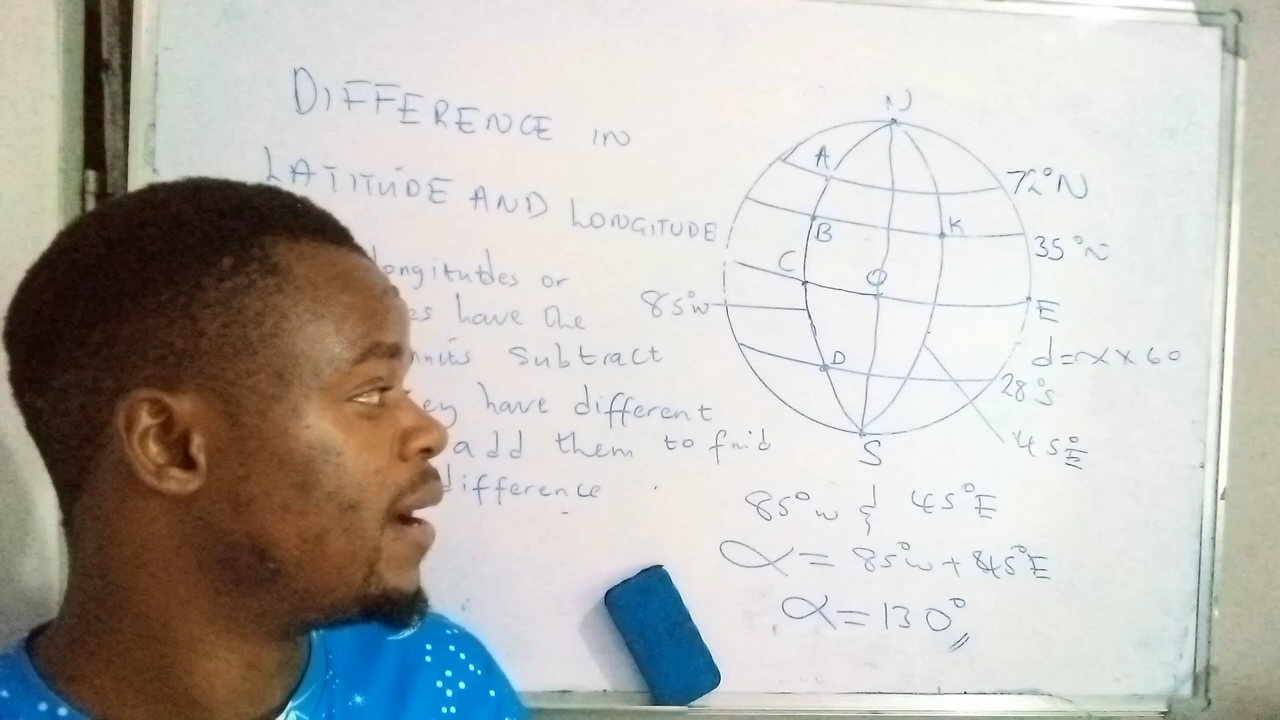 DIFFERENCE IN
LATITUDE AND LONGITUDE
longitudes or
have the
subtract
have different
add them to find
difference
N
A
72°N
B
K
35°N
C
O
85°W
E
D
d=αx60
28°S
45°E
S
85°W & 45°E
α= 85°W + 45°E
α=130°